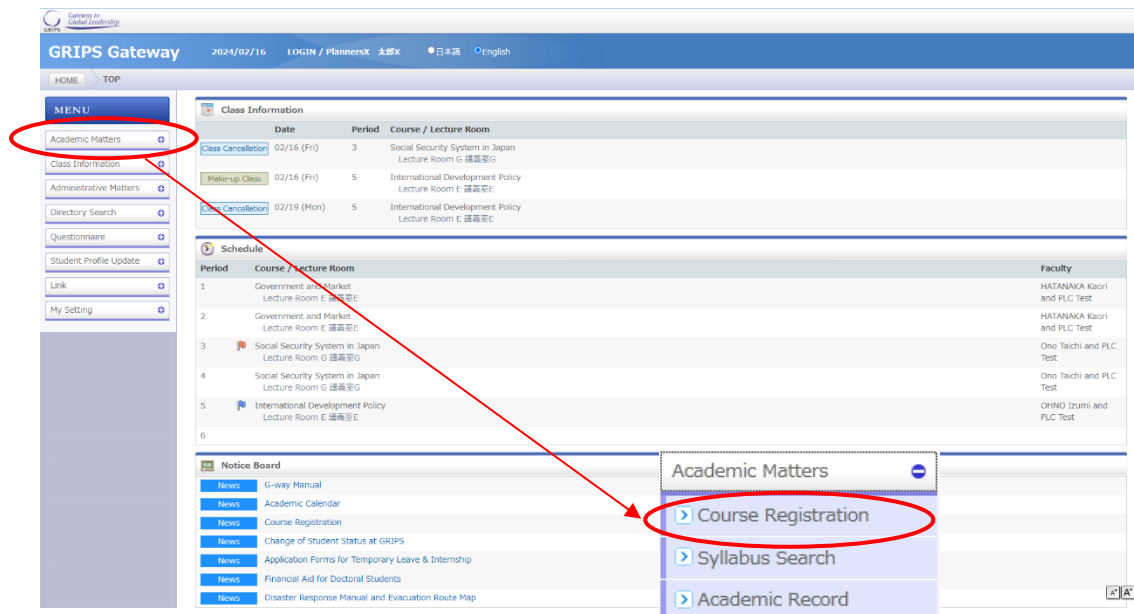 Gateway to
Global Leadership
GRIPS
GRIPS Gateway 2024/02/16 LOGIN / PlannersX 太郎X 日本語 English
HOME TOP
MENU
Academic Matters
Class Information
Administrative Matters
Directory Search
Questionnaire
Student Profile Update
Link
My Setting
Class Information
Date Period Course / Lecture Room
Class Cancellation 02/16 (Fri) 3 Social Security System in Japan
Lecture Room G 講義室G
Make-up Class 02/16 (Fri) 5 International Development Policy
Lecture Room E 講義室E
Class Cancellation 02/19 (Mon) 5 International Development Policy
Lecture Room E 講義室E
Schedule
Period Course / Lecture Room Faculty
1 Government and Market HATANAKA Kaori
Lecture Room E 講義室E and PLC Test
2 Government and Market HATANAKA Kaori
Lecture Room E 講義室E and PLC Test
3 Social Security System in Japan Ono Taichi and PLC
Lecture Room G 講義室G Test
4 Social Security System in Japan Ono Taichi and PLC
Lecture Room G 講義室G Test
5 International Development Policy OHNO Izumi and
Lecture Room E 講義室E PLC Test
6
Notice Board
News G-way Manual
News Academic Calendar
News Course Registration
News Change of Student Status at GRIPS
News Application Forms for Temporary Leave & Internship
News Financial Aid for Doctoral Students
News Disaster Response Manual and Evacuation Route Map
Academic Matters
Course Registration
Syllabus Search
Academic Record